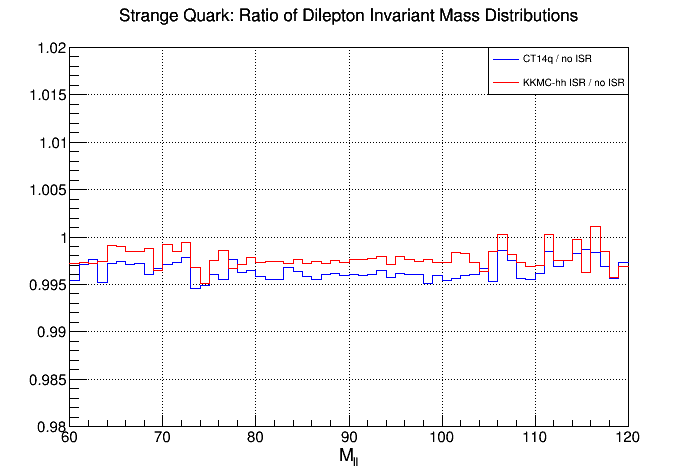 Strange Quark: Ratio of Dilepton Invariant Mass Distributions
CT14q / no ISR
KKMC-hh ISR / no ISR
1.02
1.015
1.01
1.005
1
0.995
0.99
0.985
0.98
60 70 80 90 100 110 120
M_ll